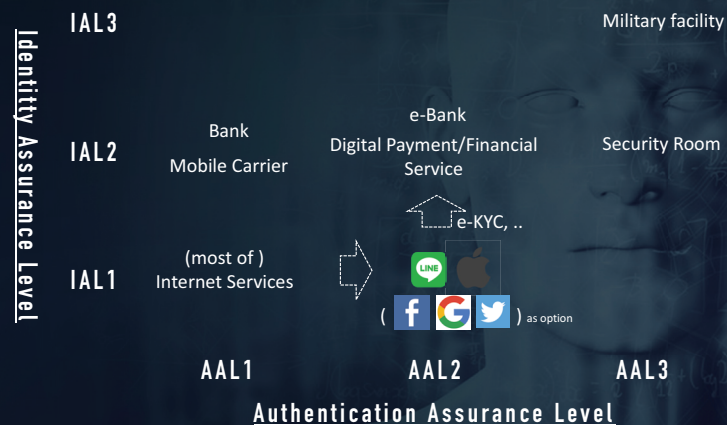 IAL3
Military facility
Identitty Assurance Level
Bank
Mobile Carrier
IAL2
e-Bank
Digital Payment/Financial
Service
Security Room
e-KYC, ..
(most of )
Internet Services
IAL1
LINE
( f G ) as option
AAL1
AAL2
AAL3
Authentication Assurance Level